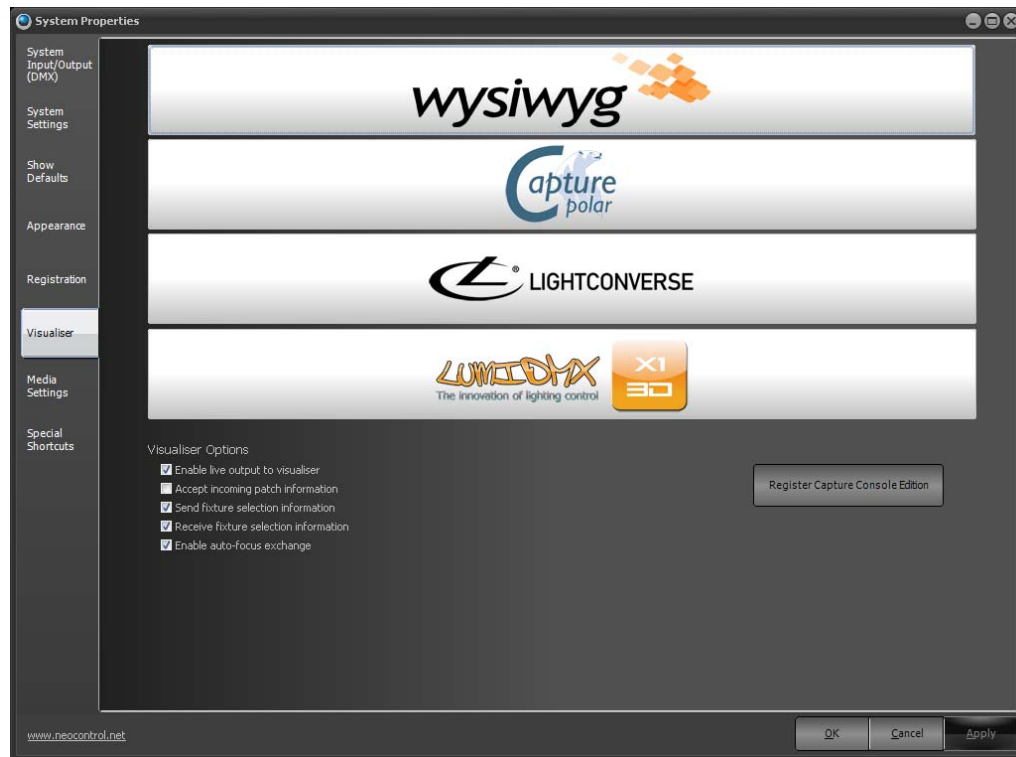 System Properties
System
Input/Output
(DMX)
System
Settings
Show
Defaults
Appearance
Registration
Visualiser
Media
Settings
Special
Shortcuts
wysiwyg
Capture
polar
® LIGHTCONVERSE
LUMIDMX
The innovation of lighting control
X1
3D
Visualiser Options
Enable live output to visualiser
Accept incoming patch information
Send fixture selection information
Receive fixture selection information
Enable auto-focus exchange
Register Capture Console Edition
www.neocontrol.net
OK
Cancel
Apply